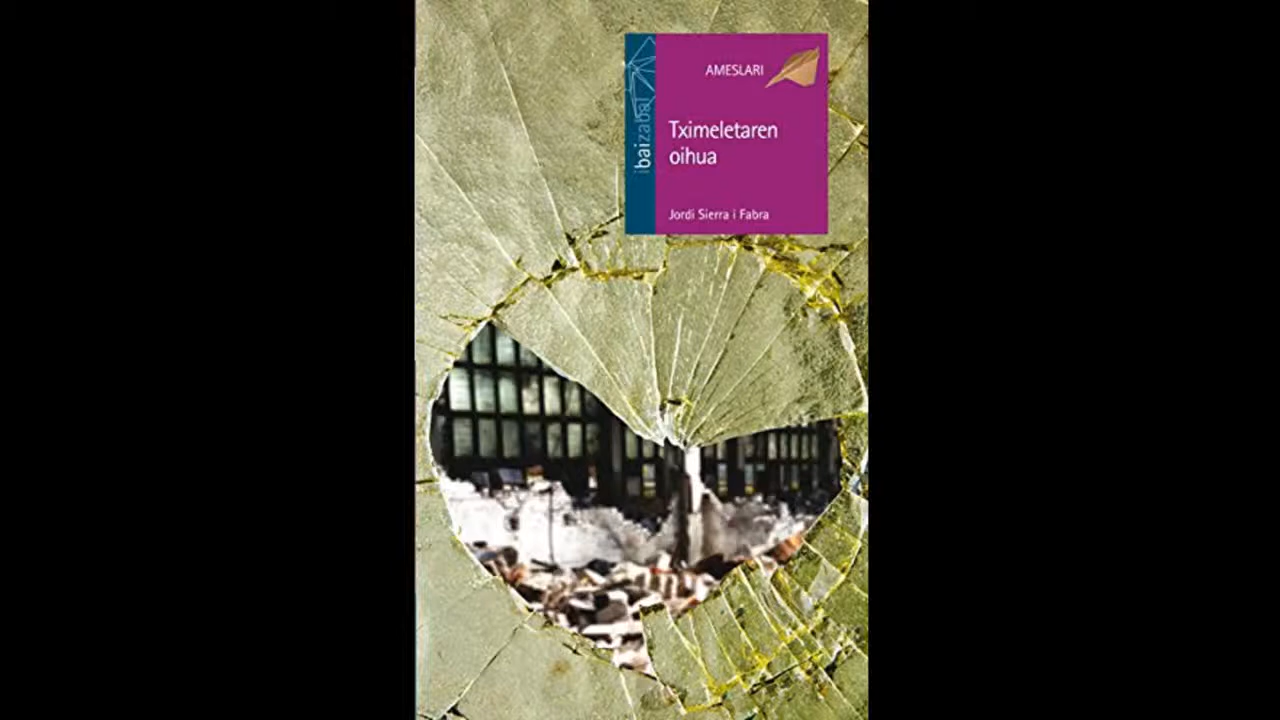 AMESLARI
ibaizabal
Tximeletaren
oihua
Jordi Sierra i Fabra